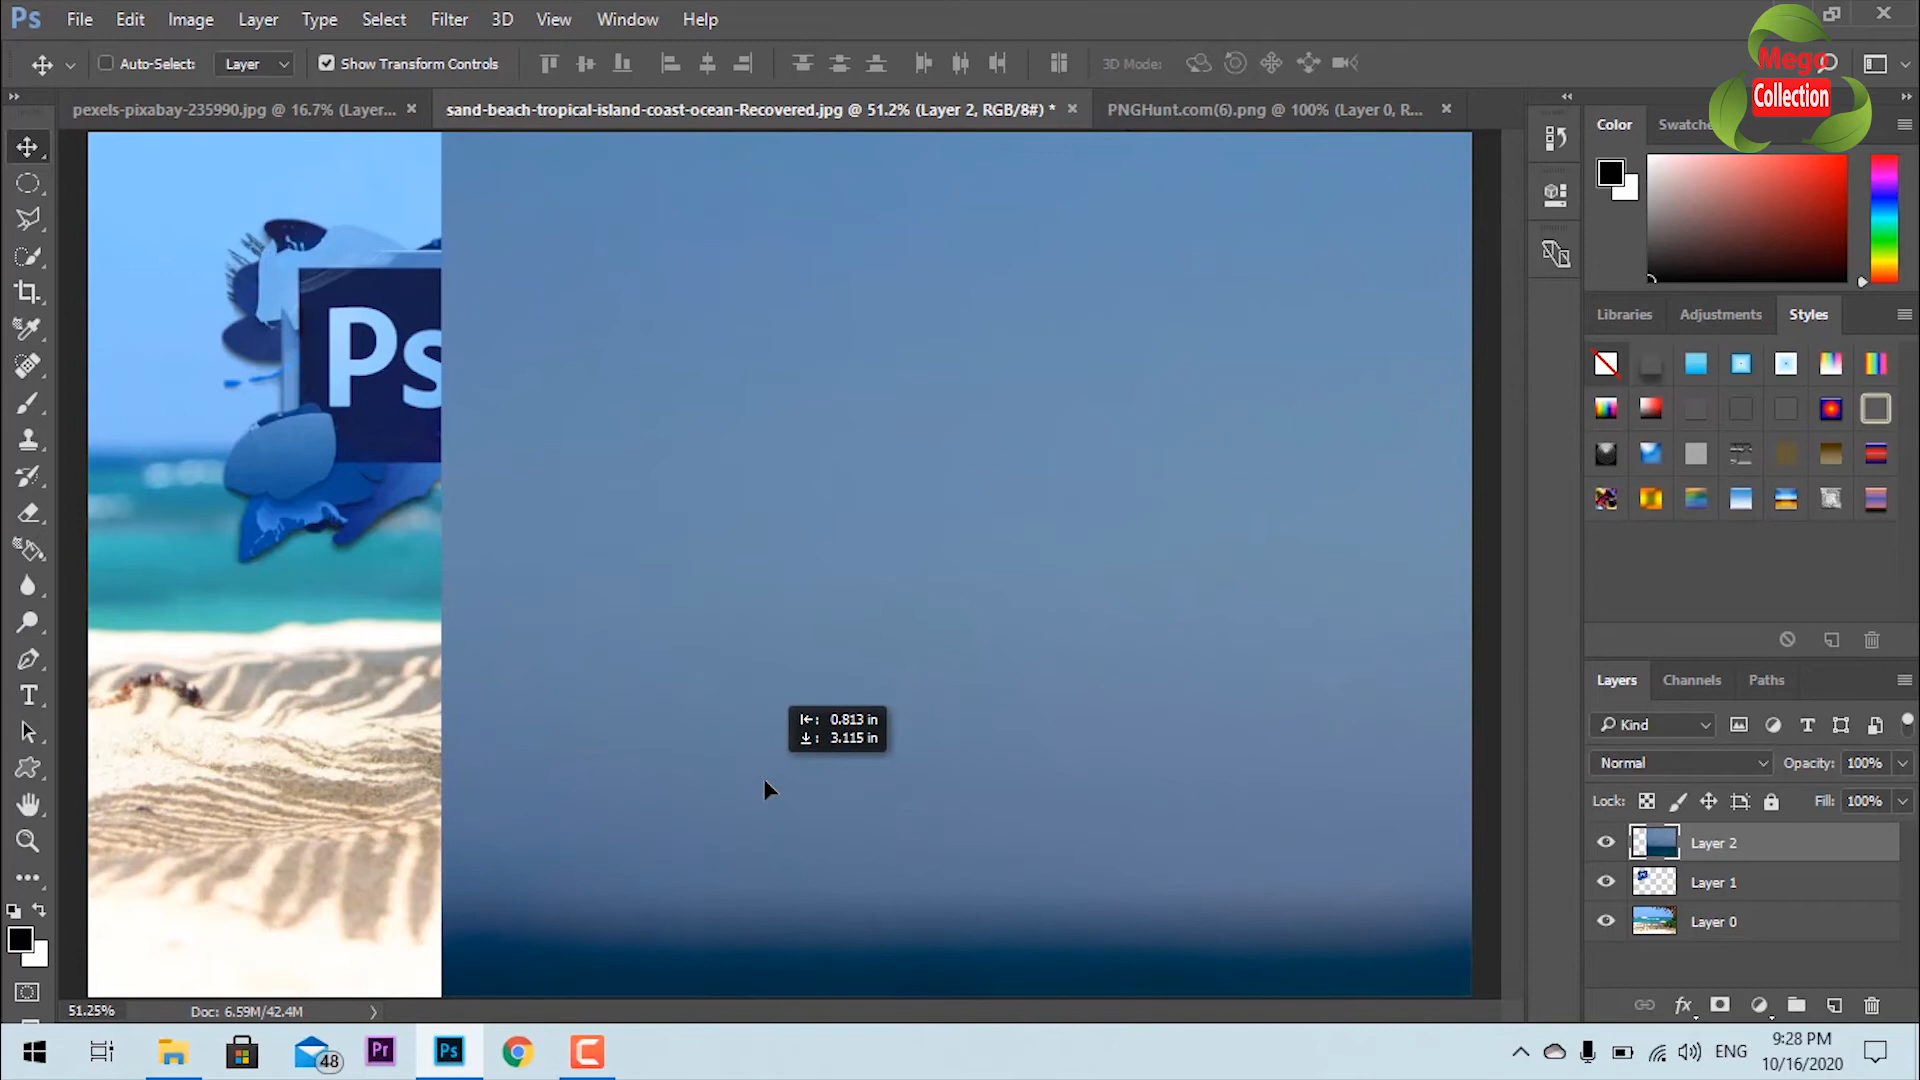 Ps File Edit Image Layer Type Select Filter 3D View Window Help
Mego
Collection
Auto-Select: Layer Show Transform Controls 3D Mode:
pexels-pixabay-235990.jpg @ 16.7% (Layer... sand-beach-tropical-island-coast-ocean-Recovered.jpg @ 51.2% (Layer 2, RGB/8#) * PNGHunt.com(6).png @ 100% (Layer 0, R...
Color
Ps
Libraries Adjustments Styles
Layers Channels Paths
Kind
0.813 in
3.115 in
Normal Opacity: 100%
Lock: Fill: 100%
Layer 2
Layer 1
Layer 0
51.25% Doc: 6.59M/42.4M
48 Pr Ps ENG
9:28 PM
10/16/2020